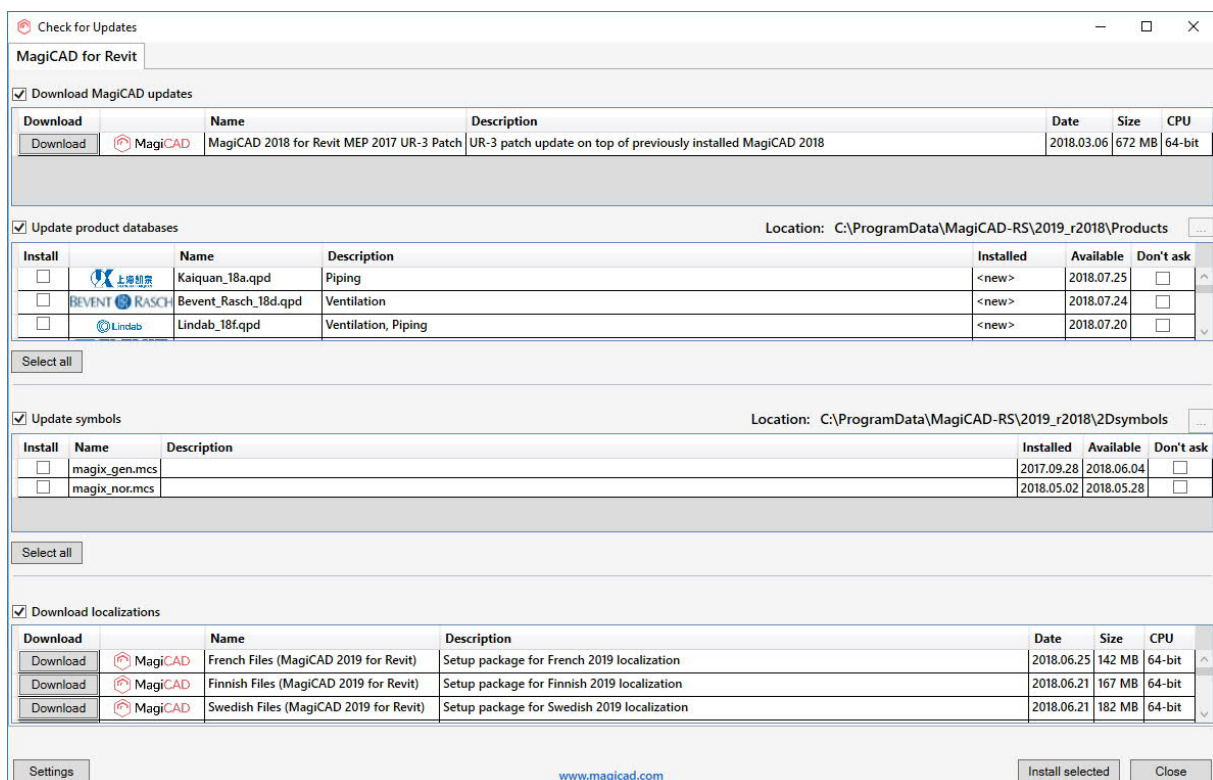 Check for Updates
MagiCAD for Revit
Download MagiCAD updates
Download Name Description Date Size CPU
Download MagiCAD MagiCAD 2018 for Revit MEP 2017 UR-3 Patch UR-3 patch update on top of previously installed MagiCAD 2018 2018.03.06 672 MB 64-bit
Update product databases Location: C:\ProgramData\MagiCAD-RS\2019_r2018\Products ...
Install Name Description Installed Available Don't ask
上海凯泉 Kaiquan_18a.qpd Piping <new> 2018.07.25
BEVENT RASCH Bevent_Rasch_18d.qpd Ventilation <new> 2018.07.24
Lindab Lindab_18f.qpd Ventilation, Piping <new> 2018.07.20
Select all
Update symbols Location: C:\ProgramData\MagiCAD-RS\2019_r2018\2Dsymbols ...
Install Name Description Installed Available Don't ask
magix_gen.mcs 2017.09.28 2018.06.04
magix_nor.mcs 2018.05.02 2018.05.28
Select all
Download localizations
Download Name Description Date Size CPU
Download MagiCAD French Files (MagiCAD 2019 for Revit) Setup package for French 2019 localization 2018.06.25 142 MB 64-bit
Download MagiCAD Finnish Files (MagiCAD 2019 for Revit) Setup package for Finnish 2019 localization 2018.06.21 167 MB 64-bit
Download MagiCAD Swedish Files (MagiCAD 2019 for Revit) Setup package for Swedish 2019 localization 2018.06.21 182 MB 64-bit
Settings www.magicad.com Install selected Close